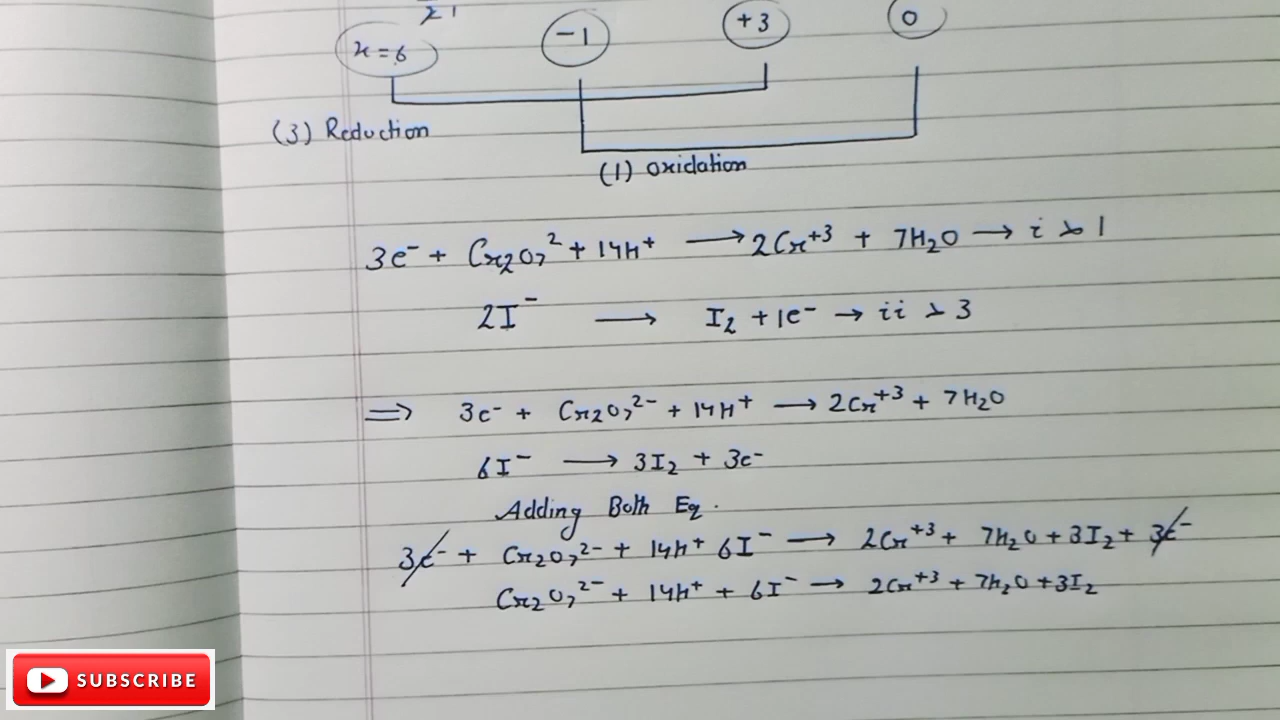 x = 6 -1 +3 0
(3) Reduction
(1) Oxidation
3e⁻ + Cr₂O₇² + 14H⁺ ⟶ 2Cr⁺³ + 7H₂O → i × 1
2I⁻ ⟶ I₂ + 1e⁻ → ii × 3
⇒ 3e⁻ + Cr₂O₇²⁻ + 14H⁺ ⟶ 2Cr⁺³ + 7H₂O
6I⁻ ⟶ 3I₂ + 3e⁻
Adding Both Eq.
3e⁻ + Cr₂O₇²⁻ + 14H⁺ 6I⁻ ⟶ 2Cr⁺³ + 7H₂O + 3I₂ + 3e⁻
Cr₂O₇²⁻ + 14H⁺ + 6I⁻ → 2Cr⁺³ + 7H₂O + 3I₂
SUBSCRIBE